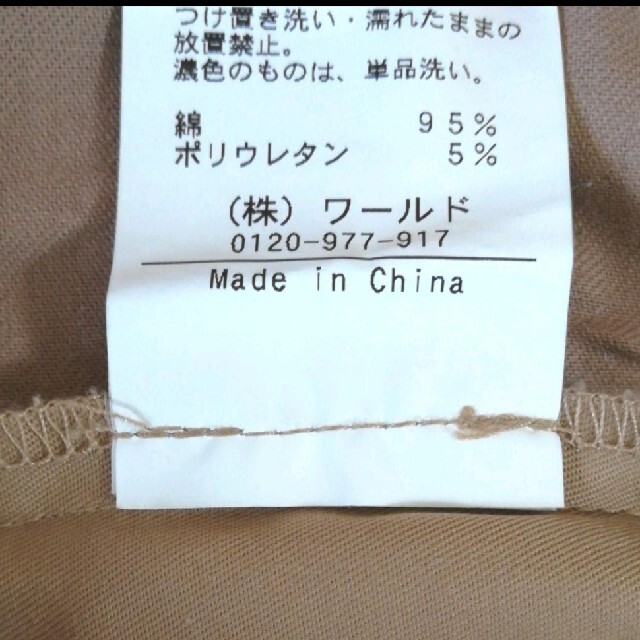 つけ置き洗い・濡れたままの
放置禁止。
濃色のものは、単品洗い。
綿 95%
ポリウレタン 5%
(株) ワールド
0120-977-917
Made in China